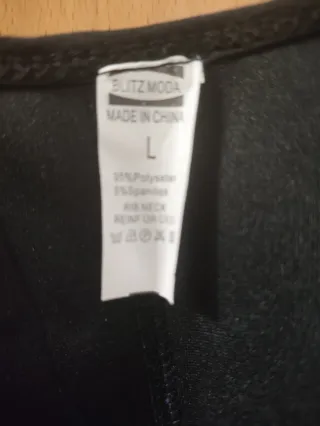 BLITZ MODA
MADE IN CHINA
L
95%Polyester
5%Spandex
RIB NECK
REINFORCED